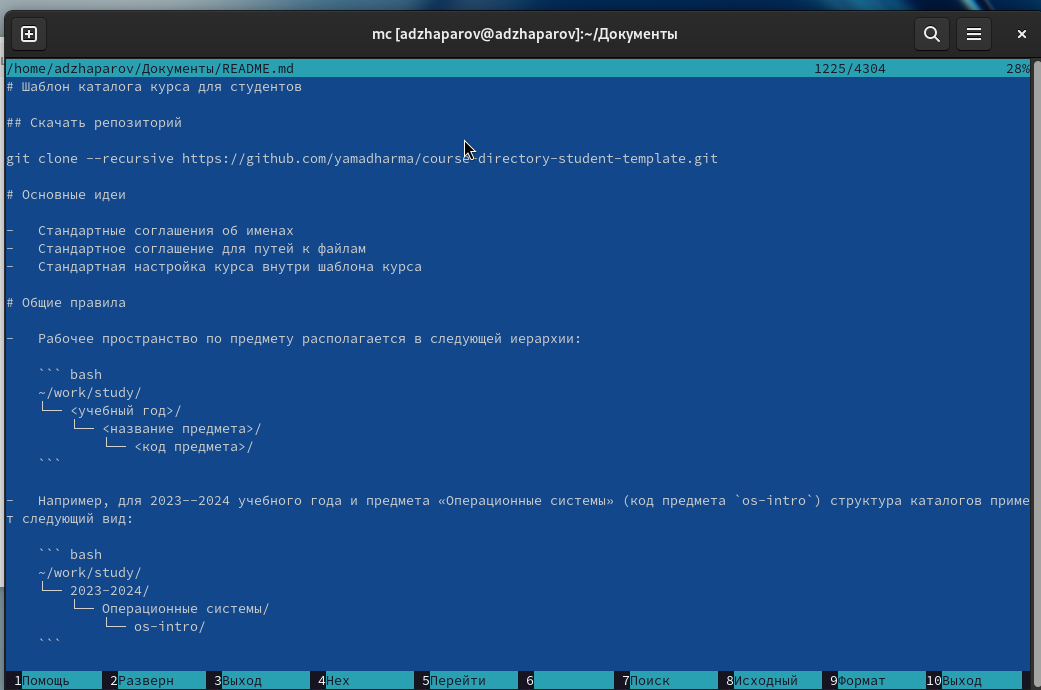 mc [adzhaparov@adzhaparov]:~/Документы
/home/adzhaparov/Документы/README.md 1225/4304 28%
# Шаблон каталога курса для студентов
## Скачать репозиторий
git clone --recursive https://github.com/yamadharma/course-directory-student-template.git
# Основные идеи
-   Стандартные соглашения об именах
-   Стандартное соглашение для путей к файлам
-   Стандартная настройка курса внутри шаблона курса
# Общие правила
-   Рабочее пространство по предмету располагается в следующей иерархии:
    ``` bash
    ~/work/study/
    └── <учебный год>/
        └── <название предмета>/
            └── <код предмета>/
    ```
-   Например, для 2023--2024 учебного года и предмета «Операционные системы» (код предмета `os-intro`) структура каталогов приме
т следующий вид:
    ``` bash
    ~/work/study/
    └── 2023-2024/
        └── Операционные системы/
            └── os-intro/
    ```
1Помощь 2Разверн 3Выход 4Hex 5Перейти 6 7Поиск 8Исходный 9Формат 10Выход